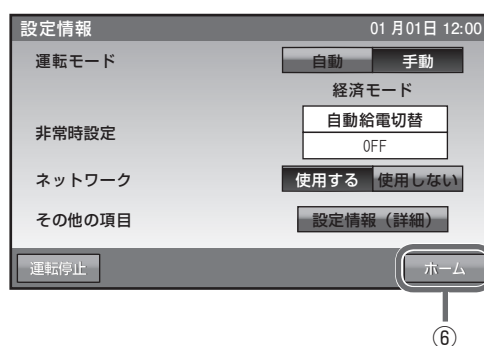 設定情報 01月01日 12:00
運転モード 自動 手動
経済モード
非常時設定 自動給電切替
OFF
ネットワーク 使用する 使用しない
その他の項目 設定情報（詳細）
運転停止 ホーム
⑥